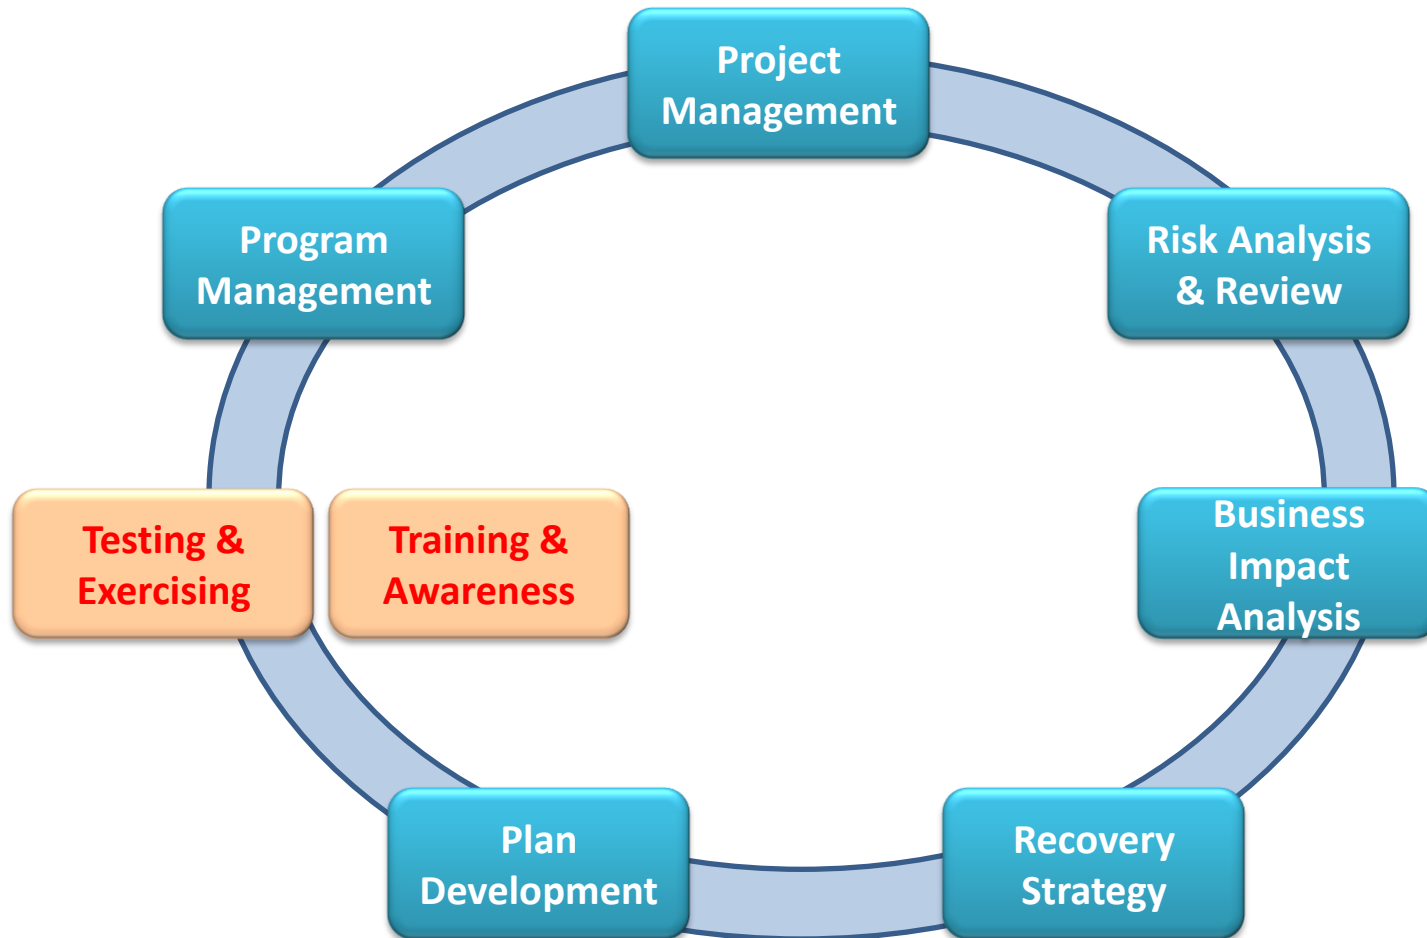 Project
Management
Risk Analysis
& Review
Program
Management
Business
Impact
Analysis
Testing &
Exercising
Training &
Awareness
Plan
Development
Recovery
Strategy